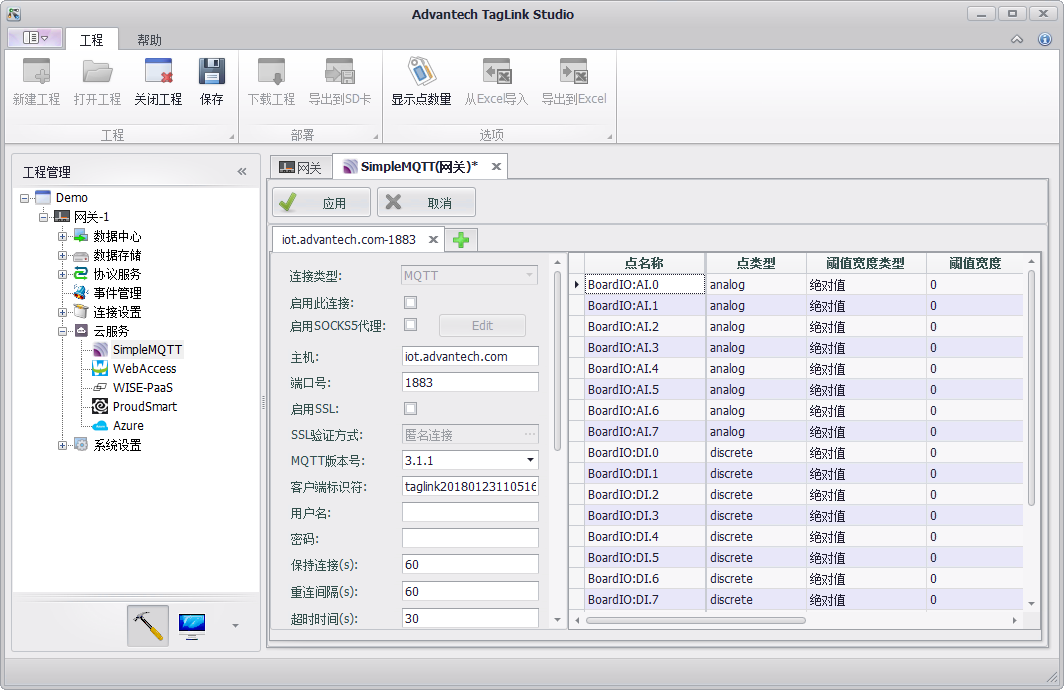 Advantech TagLink Studio
工程 帮助
新建工程 打开工程 关闭工程 保存 下载工程 导出到SD卡 显示点数量 从Excel导入 导出到Excel
工程 部署 选项
工程管理
Demo
网关-1
数据中心
数据存储
协议服务
事件管理
连接设置
云服务
SimpleMQTT
WebAccess
WISE-PaaS
ProudSmart
Azure
系统设置
网关 SimpleMQTT(网关)*
应用 取消
iot.advantech.com-1883
连接类型: MQTT
启用此连接:
启用SOCKS5代理: Edit
主机: iot.advantech.com
端口号: 1883
启用SSL:
SSL验证方式: 匿名连接 ...
MQTT版本号: 3.1.1
客户端标识符: taglink20180123110516
用户名:
密码:
保持连接(s): 60
重连间隔(s): 60
超时时间(s): 30
点名称 点类型 阈值宽度类型 阈值宽度
BoardIO:AI.0 analog 绝对值 0
BoardIO:AI.1 analog 绝对值 0
BoardIO:AI.2 analog 绝对值 0
BoardIO:AI.3 analog 绝对值 0
BoardIO:AI.4 analog 绝对值 0
BoardIO:AI.5 analog 绝对值 0
BoardIO:AI.6 analog 绝对值 0
BoardIO:AI.7 analog 绝对值 0
BoardIO:DI.0 discrete 绝对值 0
BoardIO:DI.1 discrete 绝对值 0
BoardIO:DI.2 discrete 绝对值 0
BoardIO:DI.3 discrete 绝对值 0
BoardIO:DI.4 discrete 绝对值 0
BoardIO:DI.5 discrete 绝对值 0
BoardIO:DI.6 discrete 绝对值 0
BoardIO:DI.7 discrete 绝对值 0